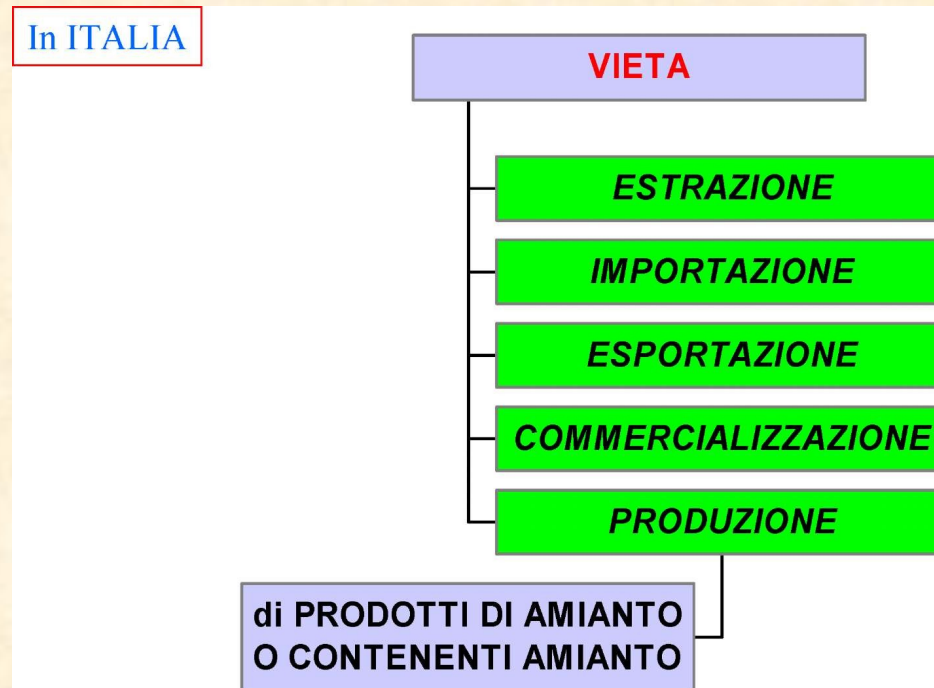 In ITALIA
VIETA
ESTRAZIONE
IMPORTAZIONE
ESPORTAZIONE
COMMERCIALIZZAZIONE
PRODUZIONE
di PRODOTTI DI AMIANTO
O CONTENENTI AMIANTO